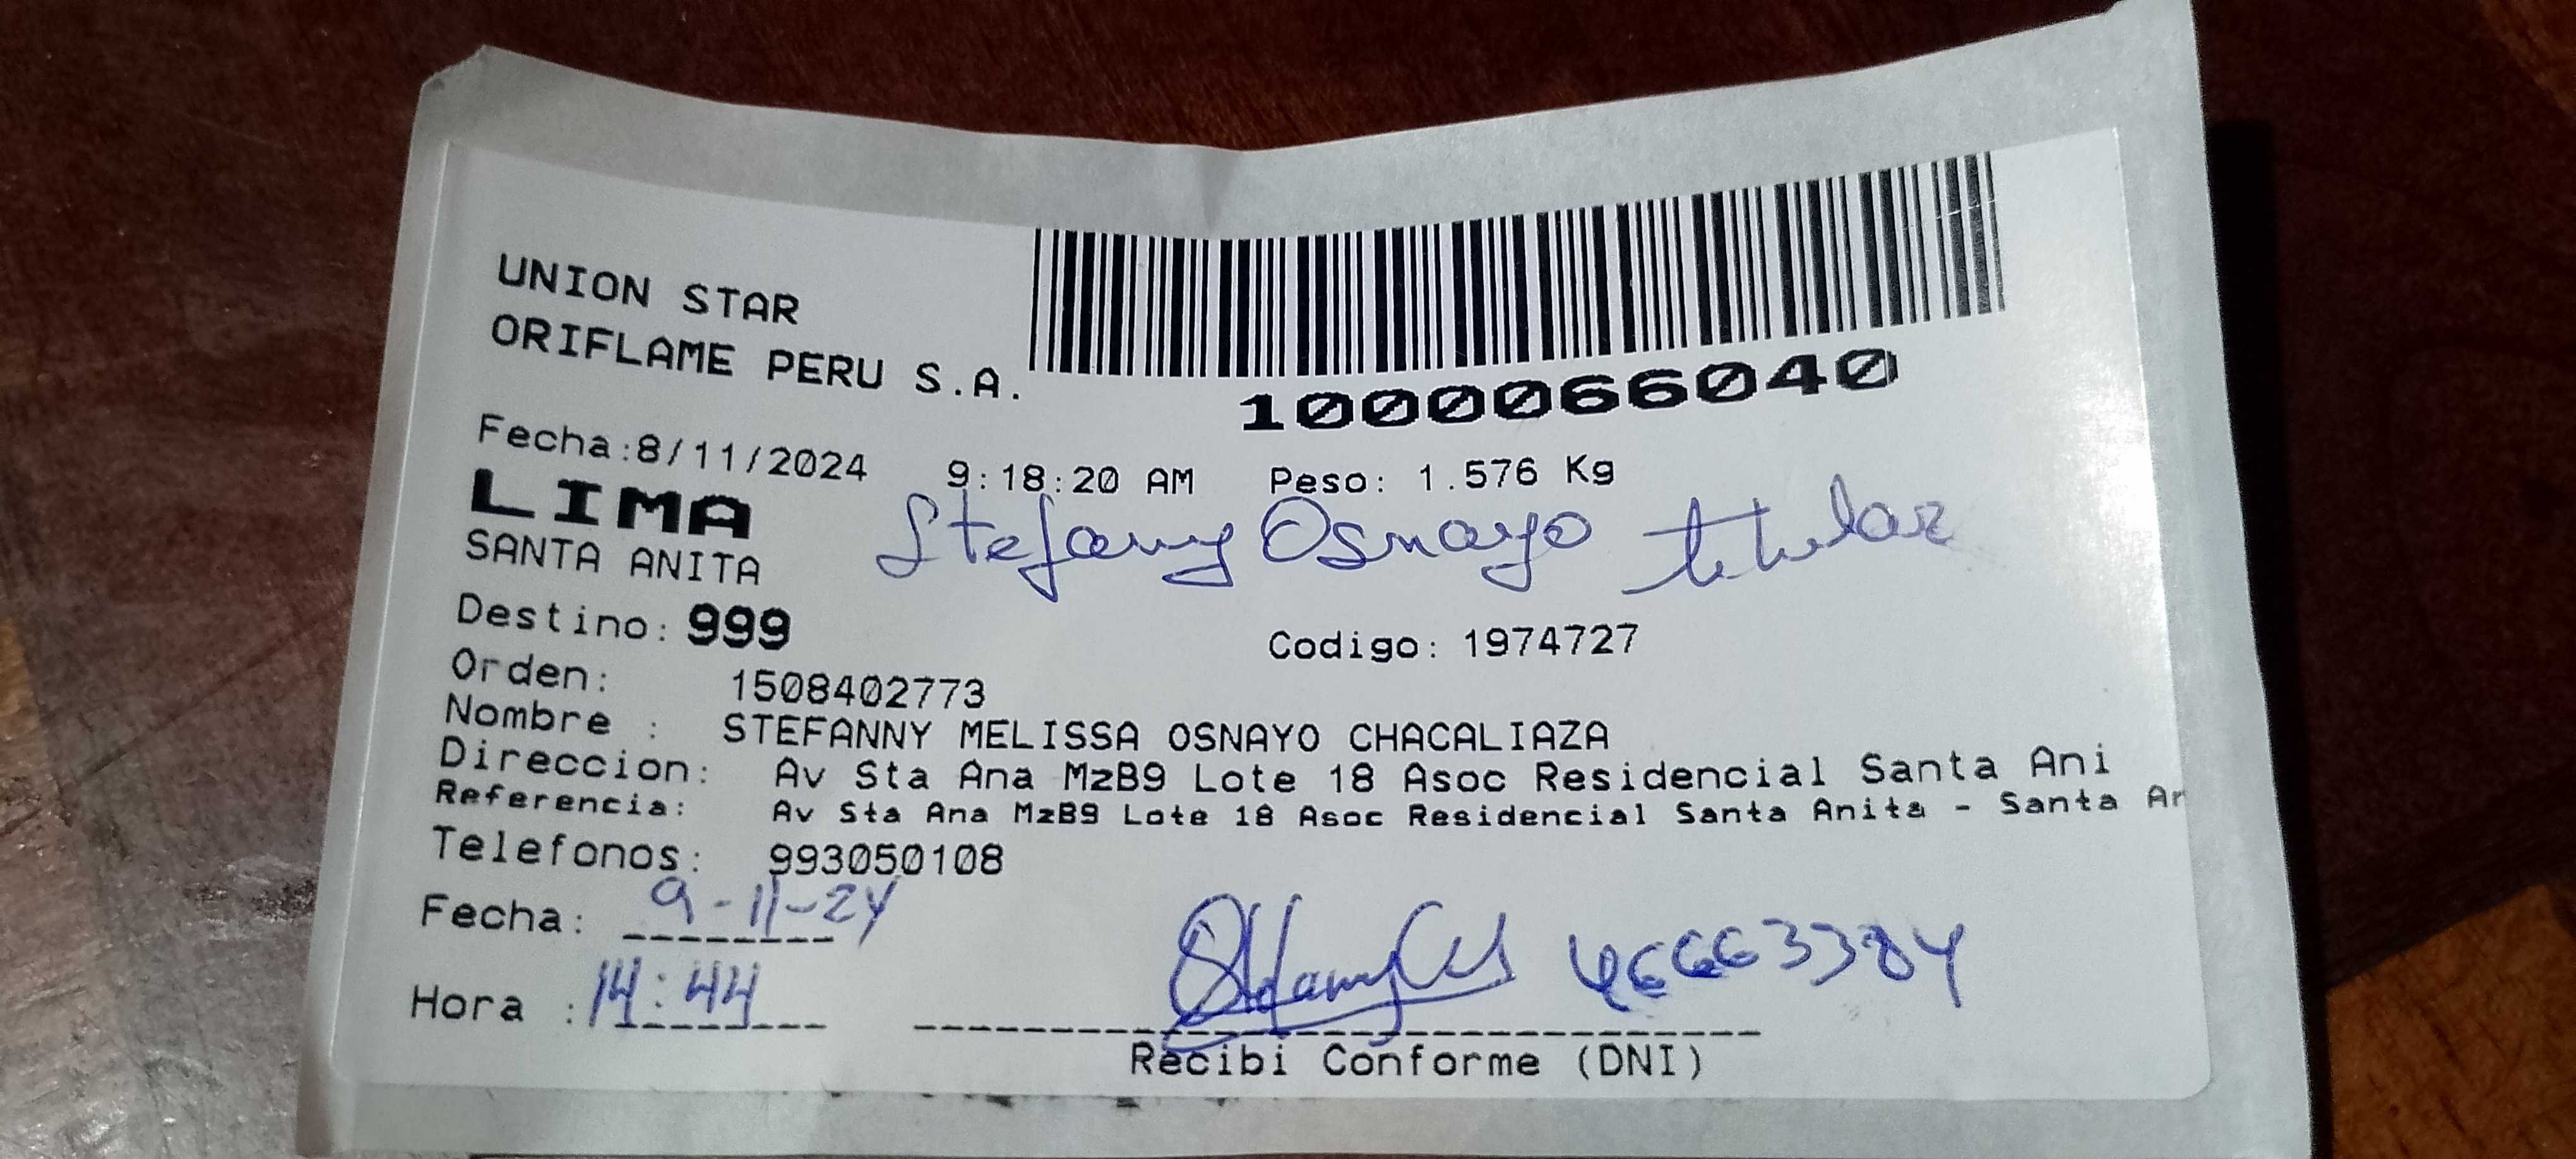 UNION STAR
ORIFLAME PERU S.A.
1000066040
Fecha:8/11/2024 9:18:20 AM Peso: 1.576 Kg
LIMA
Stefanny Osnayo titular
SANTA ANITA
Destino: 999 Codigo: 1974727
Orden: 1508402773
Nombre : STEFANNY MELISSA OSNAYO CHACALIAZA
Direccion: Av Sta Ana MzB9 Lote 18 Asoc Residencial Santa Ani
Referencia: Av Sta Ana MzB9 Lote 18 Asoc Residencial Santa Anita - Santa An
Telefonos: 993050108
Fecha: 9-11-24
Hora : 14:44
46663384
Recibi Conforme (DNI)